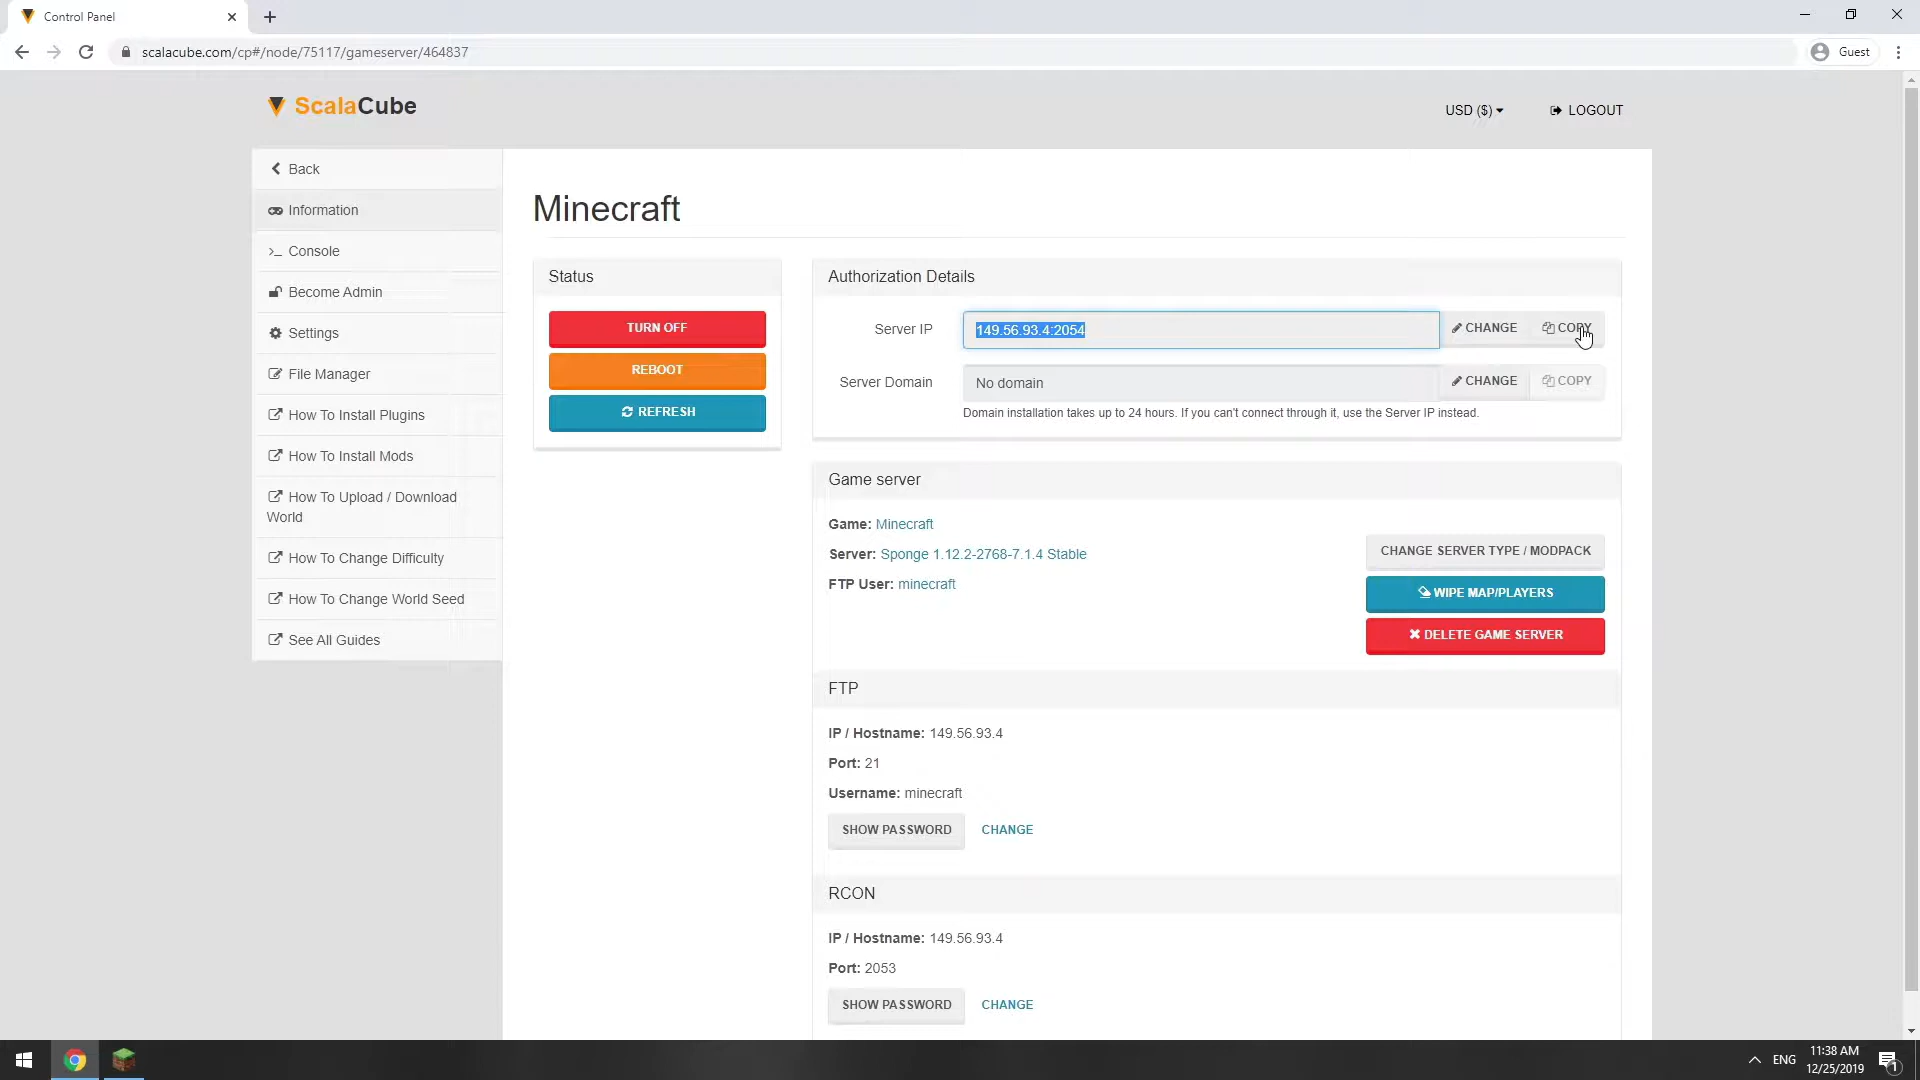 Control Panel
scalacube.com/cp#/node/75117/gameserver/464837
Guest
ScalaCube
USD ($)
LOGOUT
Back
Information
Console
Become Admin
Settings
File Manager
How To Install Plugins
How To Install Mods
How To Upload / Download
World
How To Change Difficulty
How To Change World Seed
See All Guides
Minecraft
Status
TURN OFF
REBOOT
REFRESH
Authorization Details
Server IP
149.56.93.4:2054
CHANGE
COPY
Server Domain
No domain
CHANGE
COPY
Domain installation takes up to 24 hours. If you can't connect through it, use the Server IP instead.
Game server
Game: Minecraft
Server: Sponge 1.12.2-2768-7.1.4 Stable
FTP User: minecraft
CHANGE SERVER TYPE / MODPACK
WIPE MAP/PLAYERS
DELETE GAME SERVER
FTP
IP / Hostname: 149.56.93.4
Port: 21
Username: minecraft
SHOW PASSWORD
CHANGE
RCON
IP / Hostname: 149.56.93.4
Port: 2053
SHOW PASSWORD
CHANGE
ENG
11:38 AM
12/25/2019
1